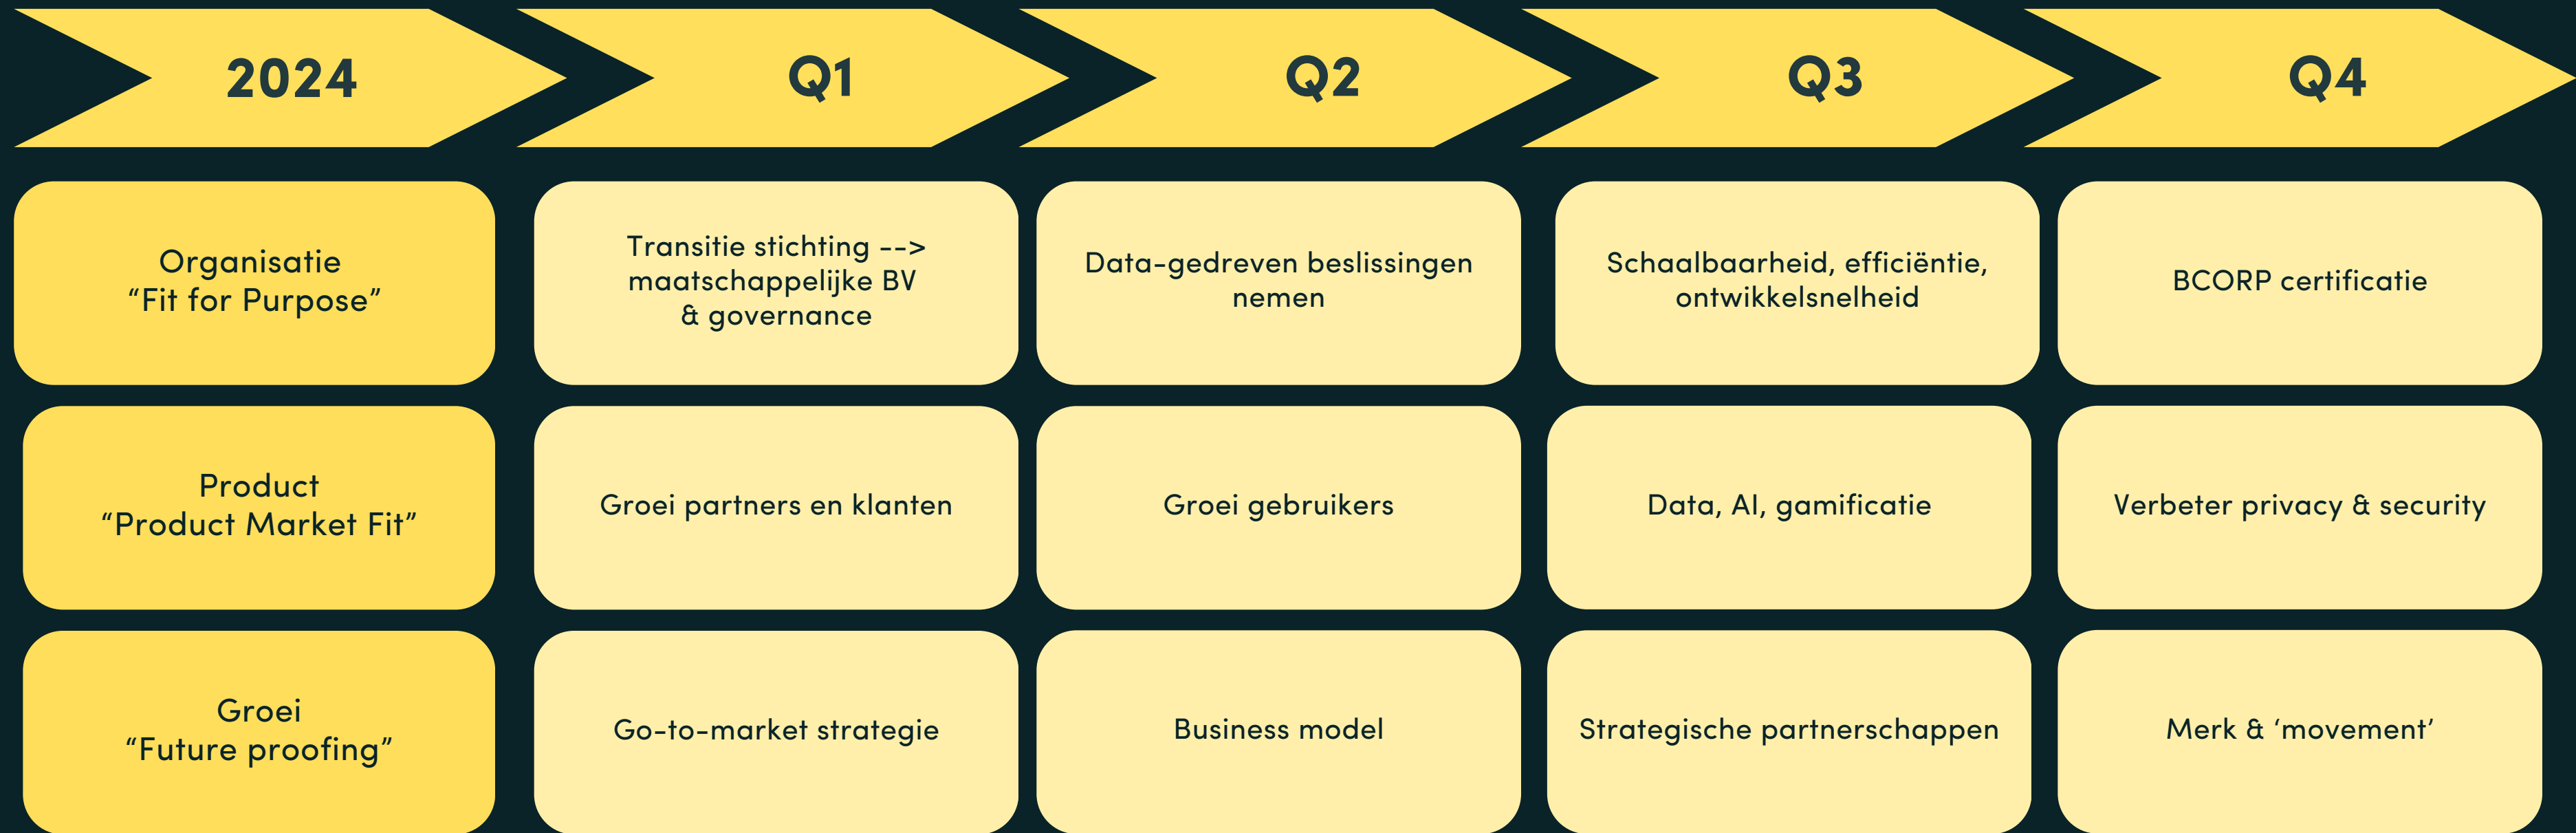 2024
Q1
Q2
Q3
Q4
Organisatie
“Fit for Purpose”
Transitie stichting -->
maatschappelijke BV
& governance
Data-gedreven beslissingen
nemen
Schaalbaarheid, efficiëntie,
ontwikkelsnelheid
BCORP certificatie
Product
“Product Market Fit”
Groei partners en klanten
Groei gebruikers
Data, AI, gamificatie
Verbeter privacy & security
Groei
“Future proofing”
Go-to-market strategie
Business model
Strategische partnerschappen
Merk & ‘movement’